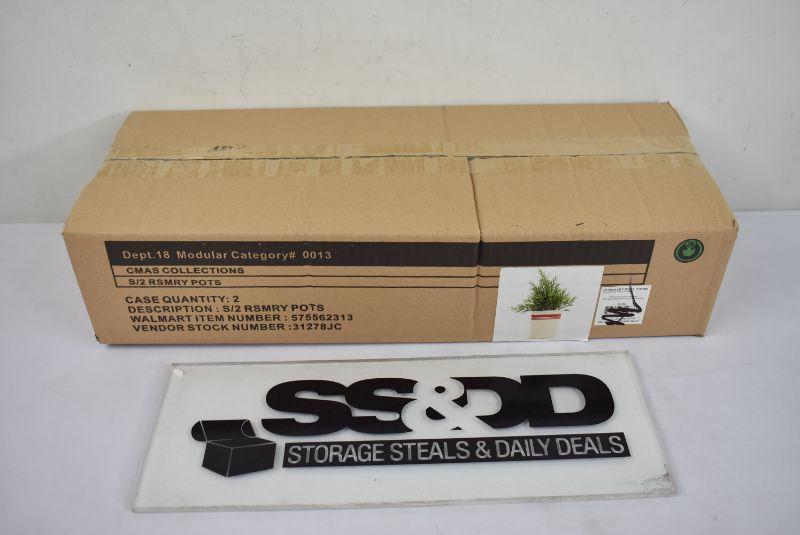 Dept.18 Modular Category# 0013
CMAS COLLECTIONS
S/2 RSMRY POTS
CASE QUANTITY: 2
DESCRIPTION : S/2 RSMRY POTS
WALMART ITEM NUMBER : 575562313
VENDOR STOCK NUMBER :31278JC
SS&DD
STORAGE STEALS & DAILY DEALS